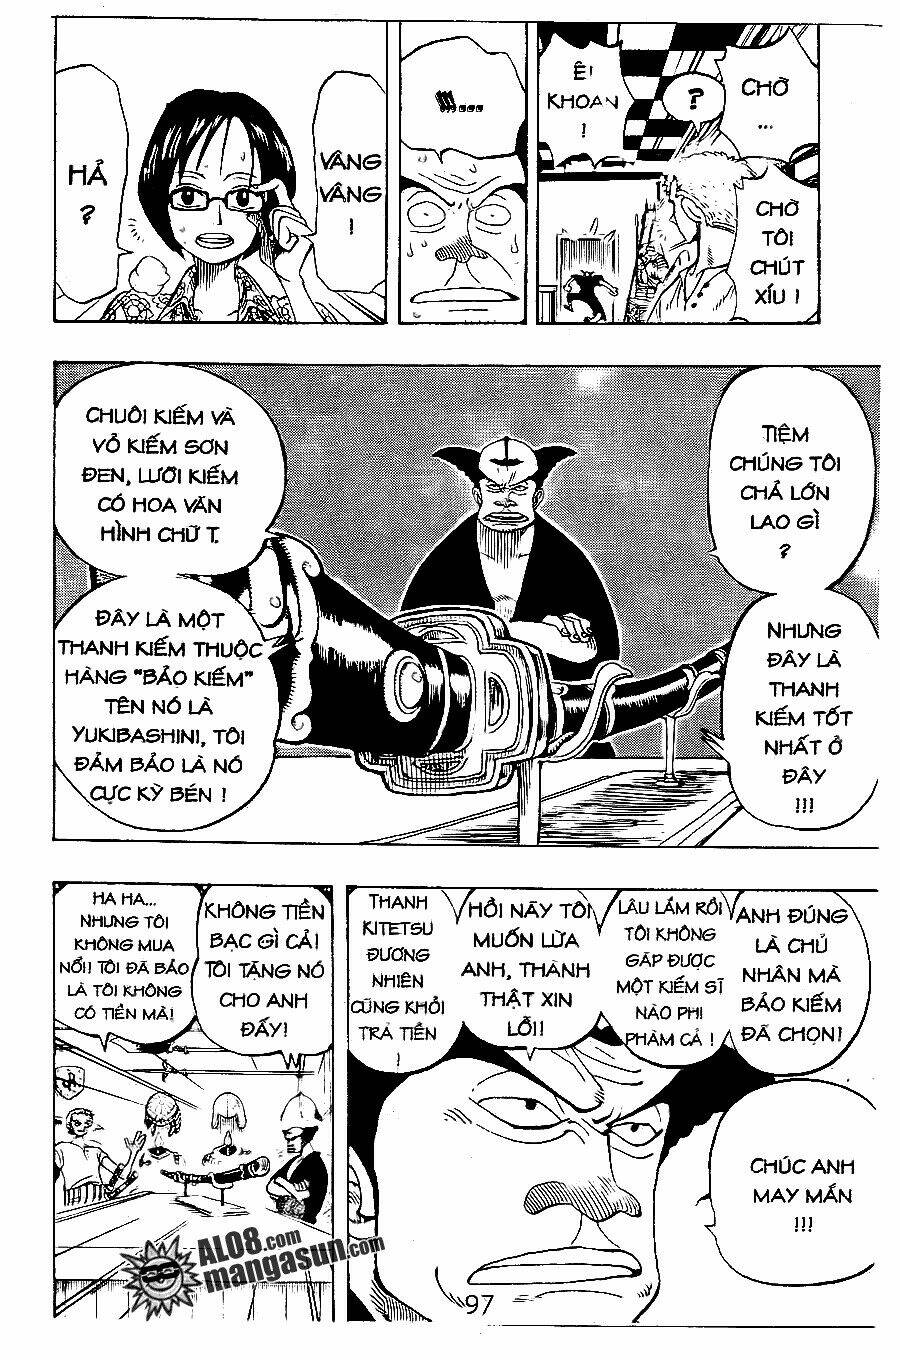 CHỜ
...
?
ÊI
KHOAN
!
CHỜ
TÔI
CHÚT
XÍU !
!!!....
VÂNG
VÂNG
!
HẢ
?
TIỆM
CHÚNG TÔI
CHẢ LỚN
LAO GÌ
?
NHƯNG
ĐÂY LÀ
THANH
KIẾM TỐT
NHẤT Ở
ĐÂY
!!!
CHUÔI KIẾM VÀ
VỎ KIẾM SƠN
ĐEN, LƯỠI KIẾM
CÓ HOA VĂN
HÌNH CHỮ T.
ĐÂY LÀ MỘT
THANH KIẾM THUỘC
HÀNG "BẢO KIẾM"
TÊN NÓ LÀ
YUKIBASHINI, TÔI
ĐẢM BẢO LÀ NÓ
CỰC KỲ BÉN !
ANH ĐÚNG
LÀ CHỦ
NHÂN MÀ
BẢO KIẾM
ĐÃ CHỌN!
LÂU LẮM RỒI
TÔI KHÔNG
GẶP ĐƯỢC
MỘT KIẾM SĨ
NÀO PHI
PHÀM CẢ !
HỒI NÃY TÔI
MUỐN LỪA
ANH, THÀNH
THẬT XIN
LỖI!
THANH
KITETSU
ĐƯƠNG
NHIÊN
CŨNG KHỎI
TRẢ TIỀN
!
CHÚC ANH
MAY MẮN
!!!
KHÔNG TIỀN
BẠC GÌ CẢ!
TÔI TẶNG NÓ
CHO ANH
ĐẤY!
HA HA...
NHƯNG TÔI
KHÔNG MUA
NỔI! TÔI ĐÃ BẢO
LÀ TÔI KHÔNG
CÓ TIỀN MÀ!
AL08.com
mangasun.com
97